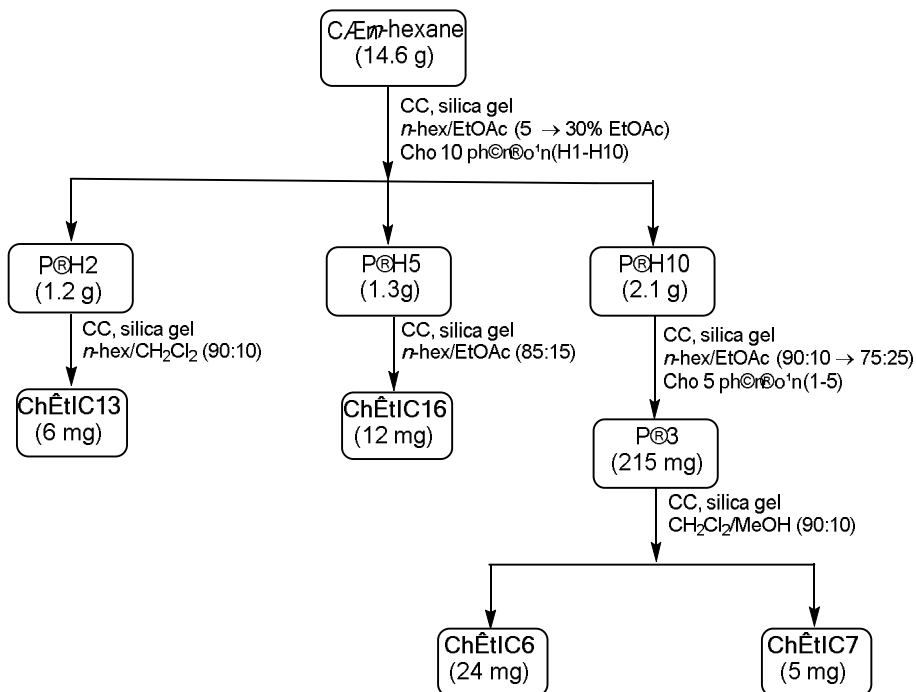 CÆn n-hexane
(14.6 g)
CC, silica gel
n-hex/EtOAc (5 → 30% EtOAc)
Cho 10 ph©n®o¹n(H1-H10)
P®H2
(1.2 g)
P®H5
(1.3g)
P®H10
(2.1 g)
CC, silica gel
n-hex/CH₂Cl₂ (90:10)
CC, silica gel
n-hex/EtOAc (85:15)
CC, silica gel
n-hex/EtOAc (90:10 → 75:25)
Cho 5 ph©n®o¹n(1-5)
ChÊtIC13
(6 mg)
ChÊtIC16
(12 mg)
P®3
(215 mg)
CC, silica gel
CH₂Cl₂/MeOH (90:10)
ChÊtIC6
(24 mg)
ChÊtIC7
(5 mg)